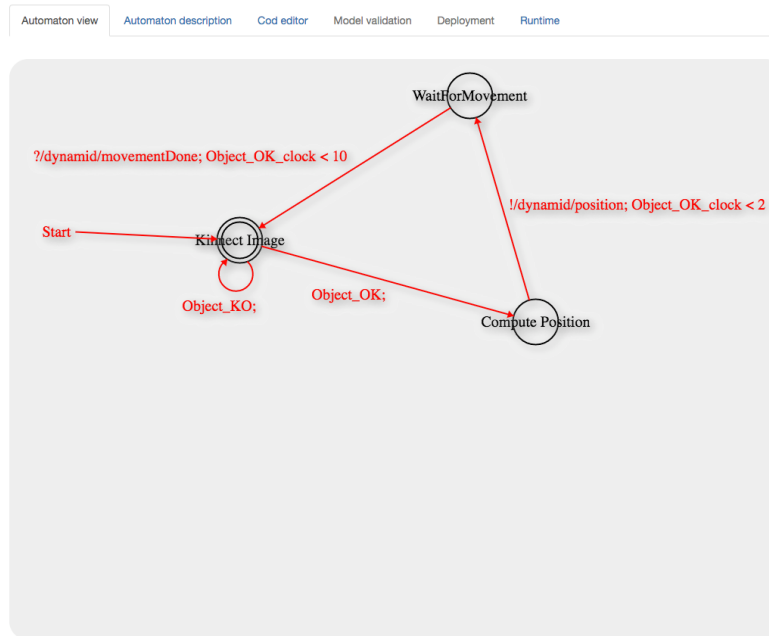 Automaton view Automaton description Cod editor Model validation Deployment Runtime
WaitForMovement
?/dynamid/movementDone; Object_OK_clock < 10
!/dynamid/position; Object_OK_clock < 2
Start
Kinnect Image
Object_KO;
Object_OK;
Compute Position